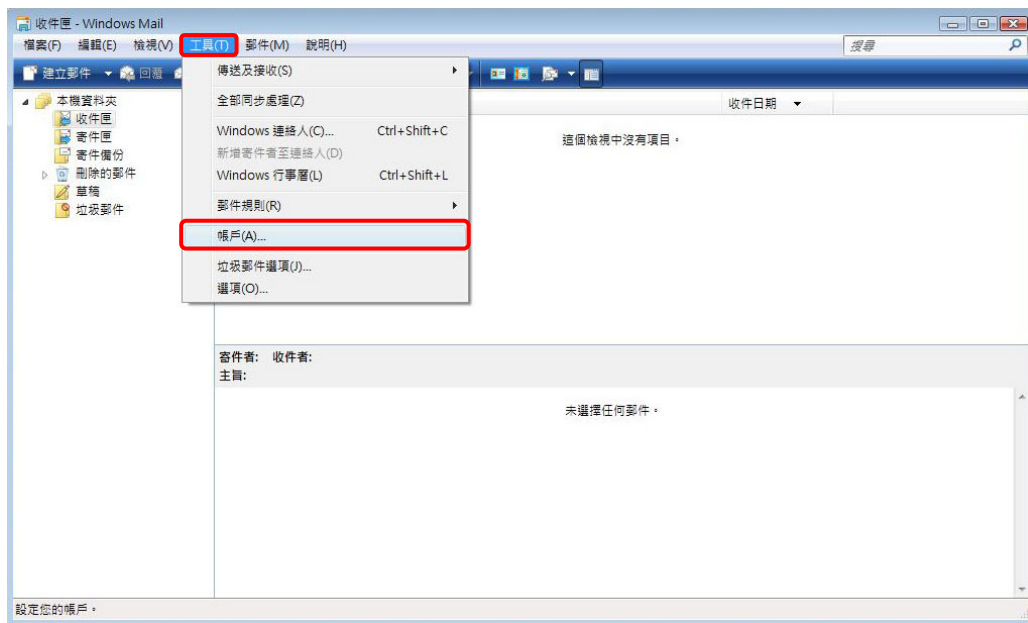 收件匣 - Windows Mail
檔案(F) 編輯(E) 檢視(V) 工具(T) 郵件(M) 說明(H)
搜尋
建立郵件 回覆
本機資料夾
收件匣
寄件匣
寄件備份
刪除的郵件
草稿
垃圾郵件
傳送及接收(S)
全部同步處理(Z)
Windows 連絡人(C)... Ctrl+Shift+C
新增寄件者至連絡人(D)
Windows 行事曆(L) Ctrl+Shift+L
郵件規則(R)
帳戶(A)...
垃圾郵件選項(J)...
選項(O)...
收件日期
這個檢視中沒有項目。
寄件者: 收件者:
主旨:
未選擇任何郵件。
設定您的帳戶。